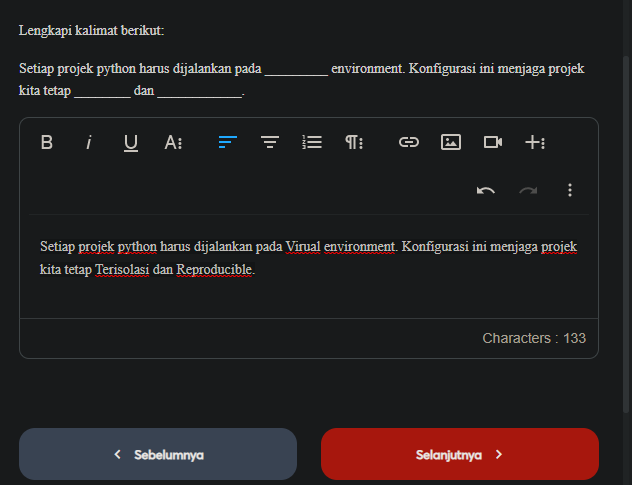 Lengkapi kalimat berikut:
Setiap projek python harus dijalankan pada _________ environment. Konfigurasi ini menjaga projek
kita tetap ________ dan ____________.
B i U A
Setiap projek python harus dijalankan pada Virual environment. Konfigurasi ini menjaga projek
kita tetap Terisolasi dan Reproducible.
Characters : 133
Sebelumnya Selanjutnya